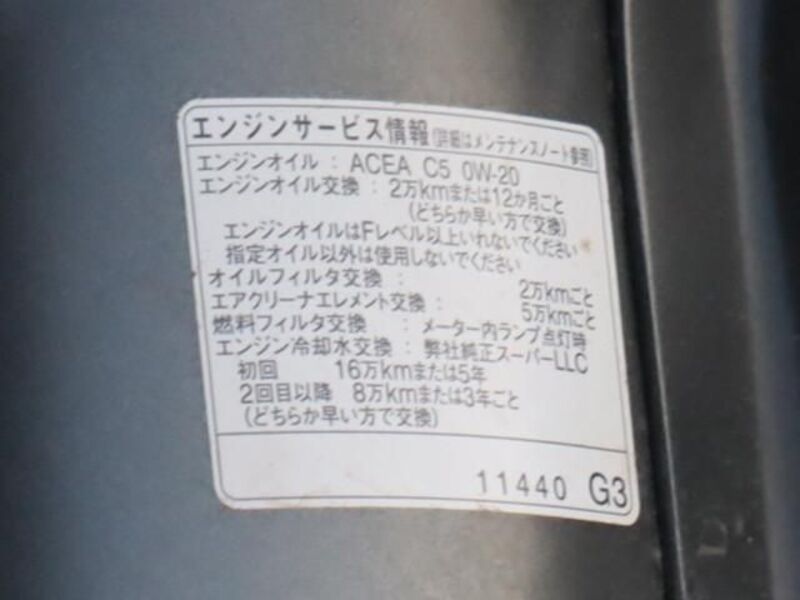 エンジンサービス情報(詳細はメンテナンスノート参照)
エンジンオイル : ACEA C5 0W-20
エンジンオイル交換 : 2万kmまたは12か月ごと
(どちらか早い方で交換)
エンジンオイルはFレベル以上いれないでください
指定オイル以外は使用しないでください
オイルフィルタ交換 : 2万kmごと
エアクリーナエレメント交換 : 5万kmごと
燃料フィルタ交換 : メーター内ランプ点灯時
エンジン冷却水交換 : 弊社純正スーパーLLC
初回 16万kmまたは5年
2回目以降 8万kmまたは3年ごと
(どちらか早い方で交換)
11440 G3